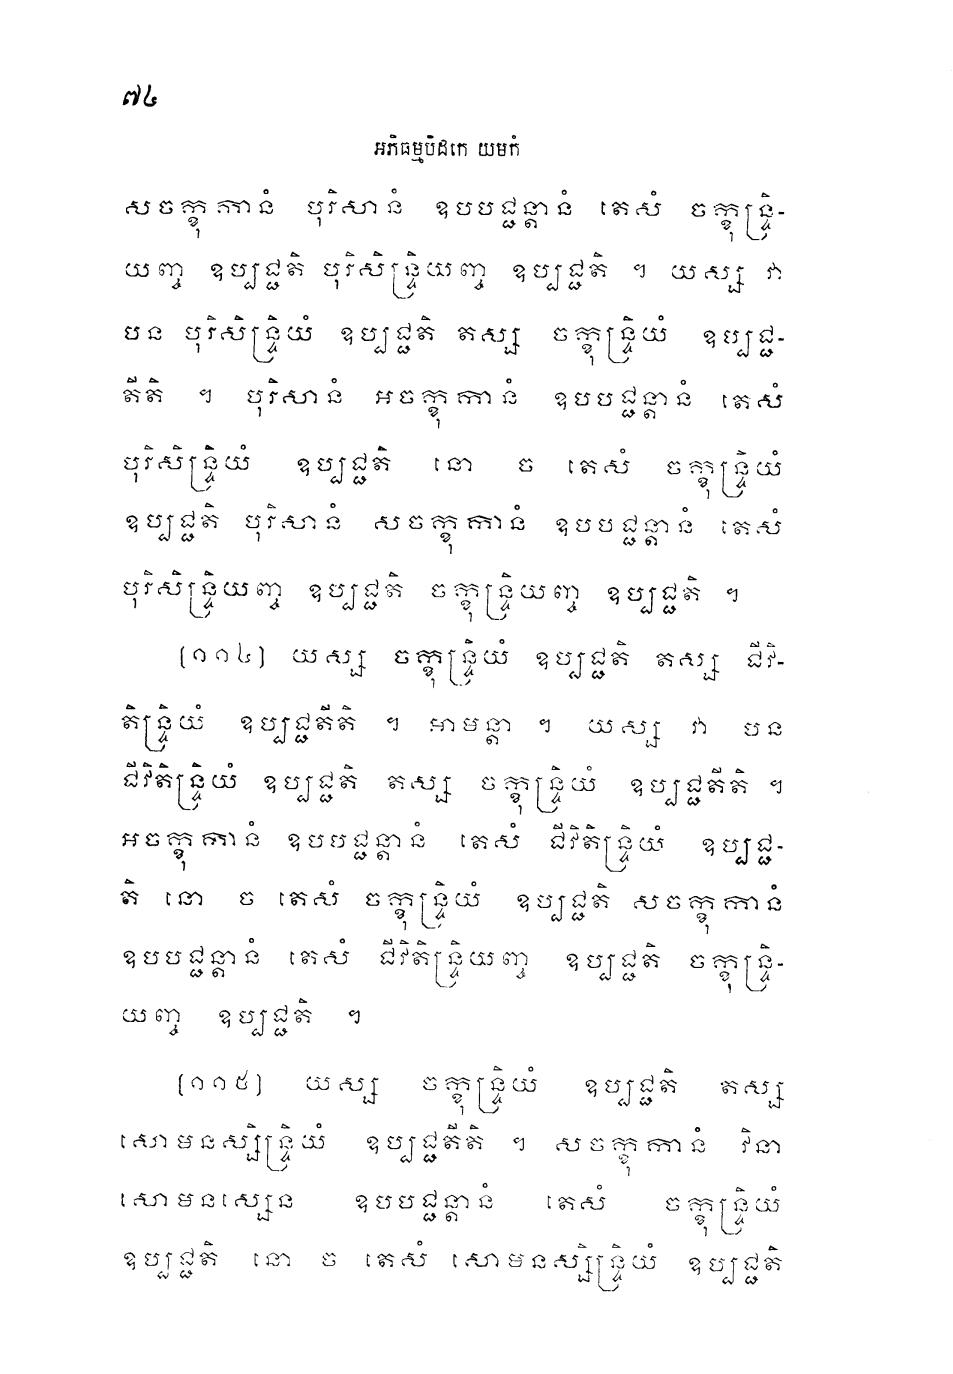 ៧៤
អភិធម្មបិដកេ យមកំ
សចក្ខុកានំ បុរិសានំ ឧបបជ្ជន្តានំ តេសំ ចក្ខុន្ទ្រិ-
យញ្ច ឧប្បជ្ជតិ បុរិសិន្ទ្រិយញ្ច ឧប្បជ្ជតិ ។ យស្ស វា
បន បុរិសិន្ទ្រិយំ ឧប្បជ្ជតិ តស្ស ចក្ខុន្ទ្រិយំ ឧប្បជ្ជ-
តីតិ ។ បុរិសានំ អចក្ខុកានំ ឧបបជ្ជន្តានំ តេសំ
បុរិសិន្ទ្រិយំ ឧប្បជ្ជតិ នោ ច តេសំ ចក្ខុន្ទ្រិយំ
ឧប្បជ្ជតិ បុរិសានំ សចក្ខុកានំ ឧបបជ្ជន្តានំ តេសំ
បុរិសិន្ទ្រិយញ្ច ឧប្បជ្ជតិ ចក្ខុន្ទ្រិយញ្ច ឧប្បជ្ជតិ ។
(១១៤) យស្ស ចក្ខុន្ទ្រិយំ ឧប្បជ្ជតិ តស្ស ជីវិ-
តិន្ទ្រិយំ ឧប្បជ្ជតីតិ ។ អាមន្តា ។ យស្ស វា បន
ជីវិតិន្ទ្រិយំ ឧប្បជ្ជតិ តស្ស ចក្ខុន្ទ្រិយំ ឧប្បជ្ជតីតិ ។
អចក្ខុកានំ ឧបបជ្ជន្តានំ តេសំ ជីវិតិន្ទ្រិយំ ឧប្បជ្ជ-
តិ នោ ច តេសំ ចក្ខុន្ទ្រិយំ ឧប្បជ្ជតិ សចក្ខុកានំ
ឧបបជ្ជន្តានំ តេសំ ជីវិតិន្ទ្រិយញ្ច ឧប្បជ្ជតិ ចក្ខុន្ទ្រិ-
យញ្ច ឧប្បជ្ជតិ ។
(១១៥) យស្ស ចក្ខុន្ទ្រិយំ ឧប្បជ្ជតិ តស្ស
សោមនស្សិន្ទ្រិយំ ឧប្បជ្ជតីតិ ។ សចក្ខុកានំ វិនា
សោមនស្សេន ឧបបជ្ជន្តានំ តេសំ ចក្ខុន្ទ្រិយំ
ឧប្បជ្ជតិ នោ ច តេសំ សោមនស្សិន្ទ្រិយំ ឧប្បជ្ជតិ